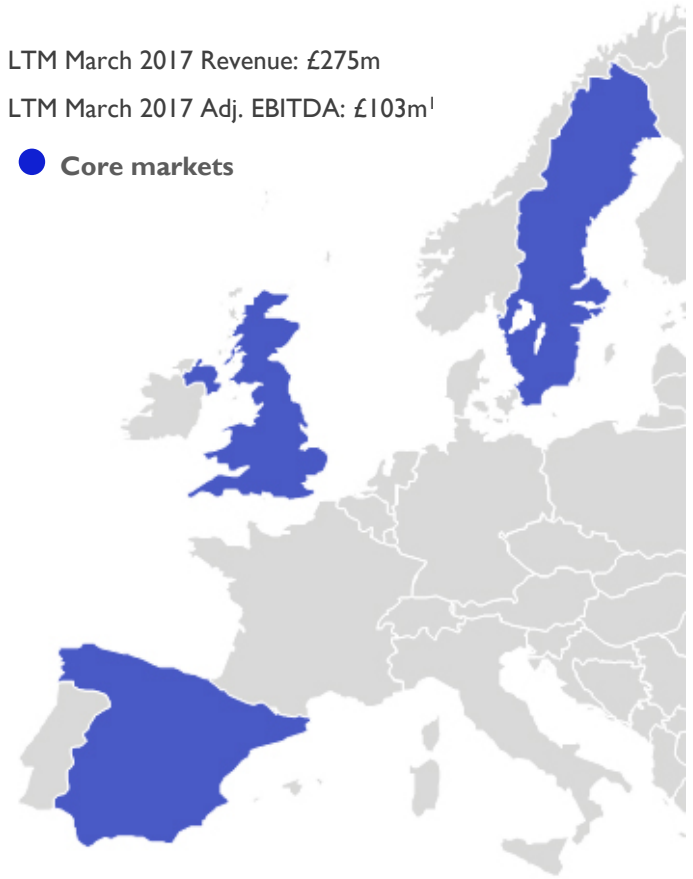 LTM March 2017 Revenue: £275m
LTM March 2017 Adj. EBITDA: £103m¹
Core markets